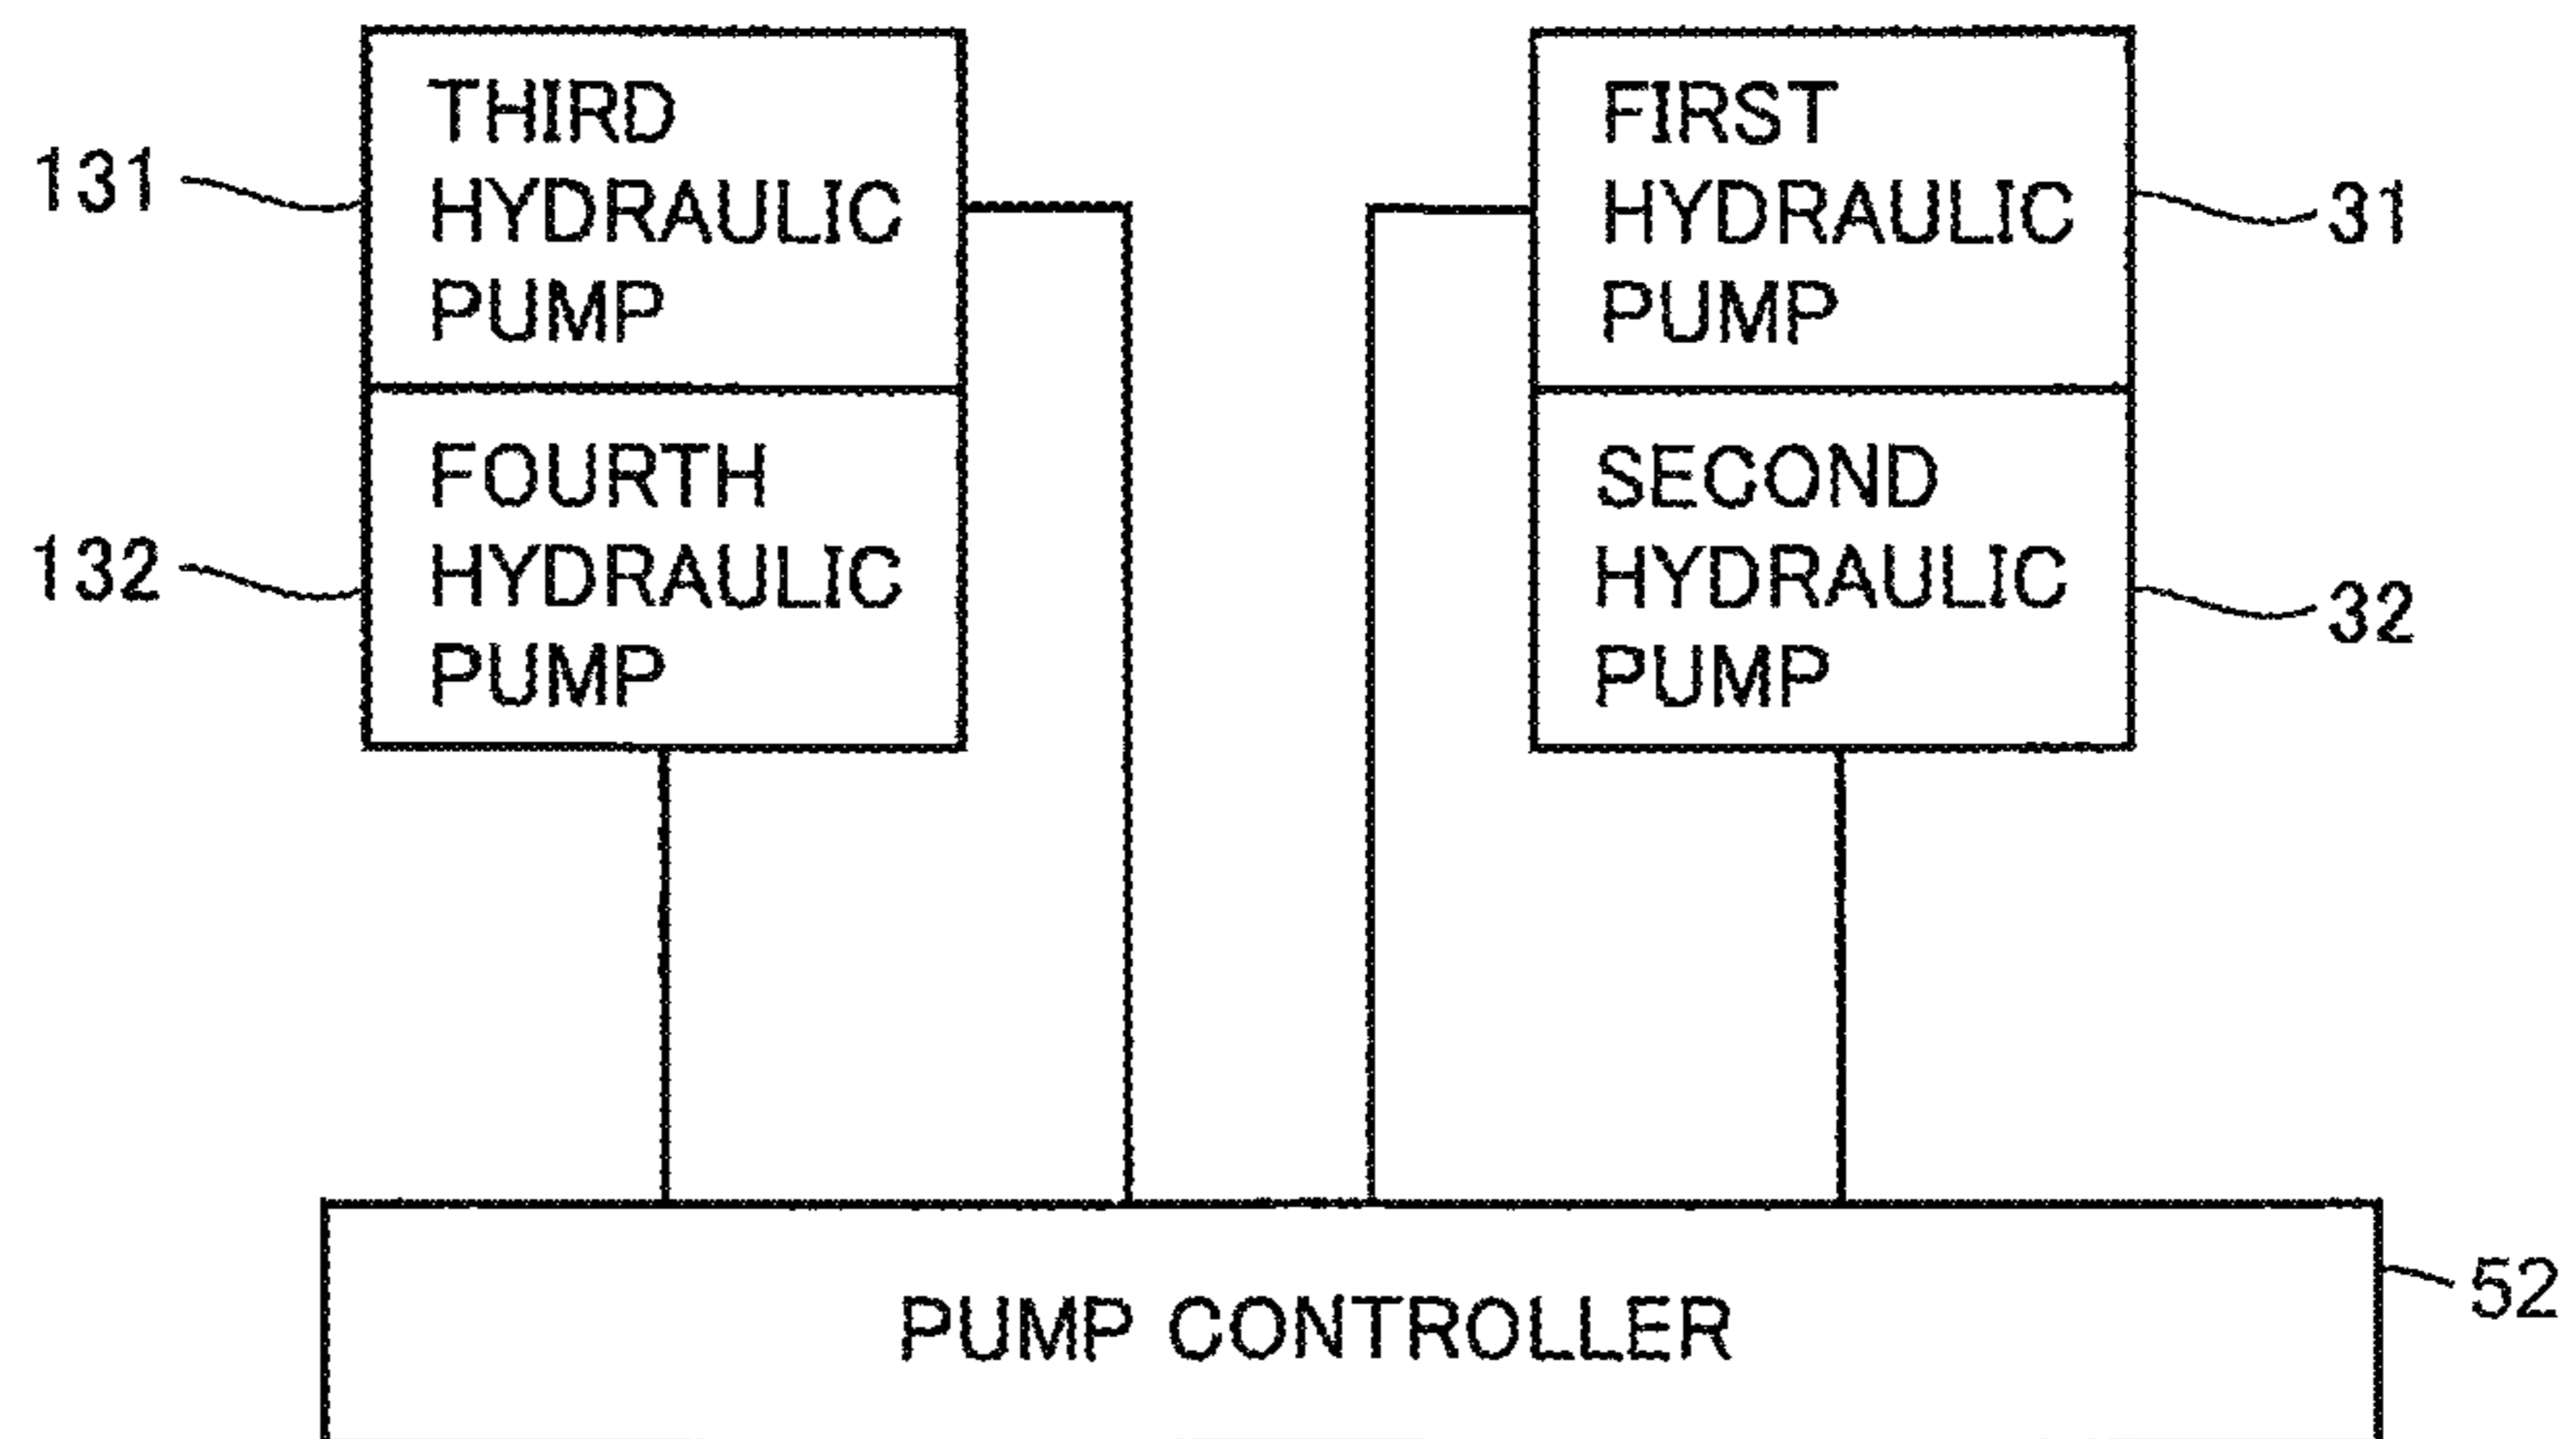 131
THIRD
HYDRAULIC
PUMP
132
FOURTH
HYDRAULIC
PUMP
FIRST
HYDRAULIC
PUMP
31
SECOND
HYDRAULIC
PUMP
32
PUMP CONTROLLER
52